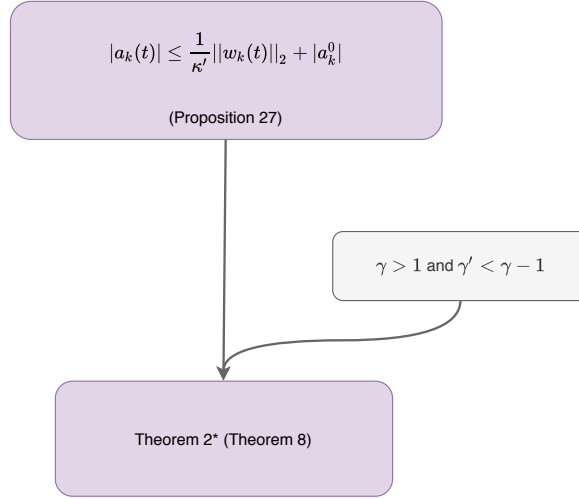 |a_k(t)| ≤ \frac{1}{κ′} ||w_k(t)||_2 + |a_k^0|
(Proposition 27)
γ > 1 and γ′ < γ − 1
Theorem 2* (Theorem 8)